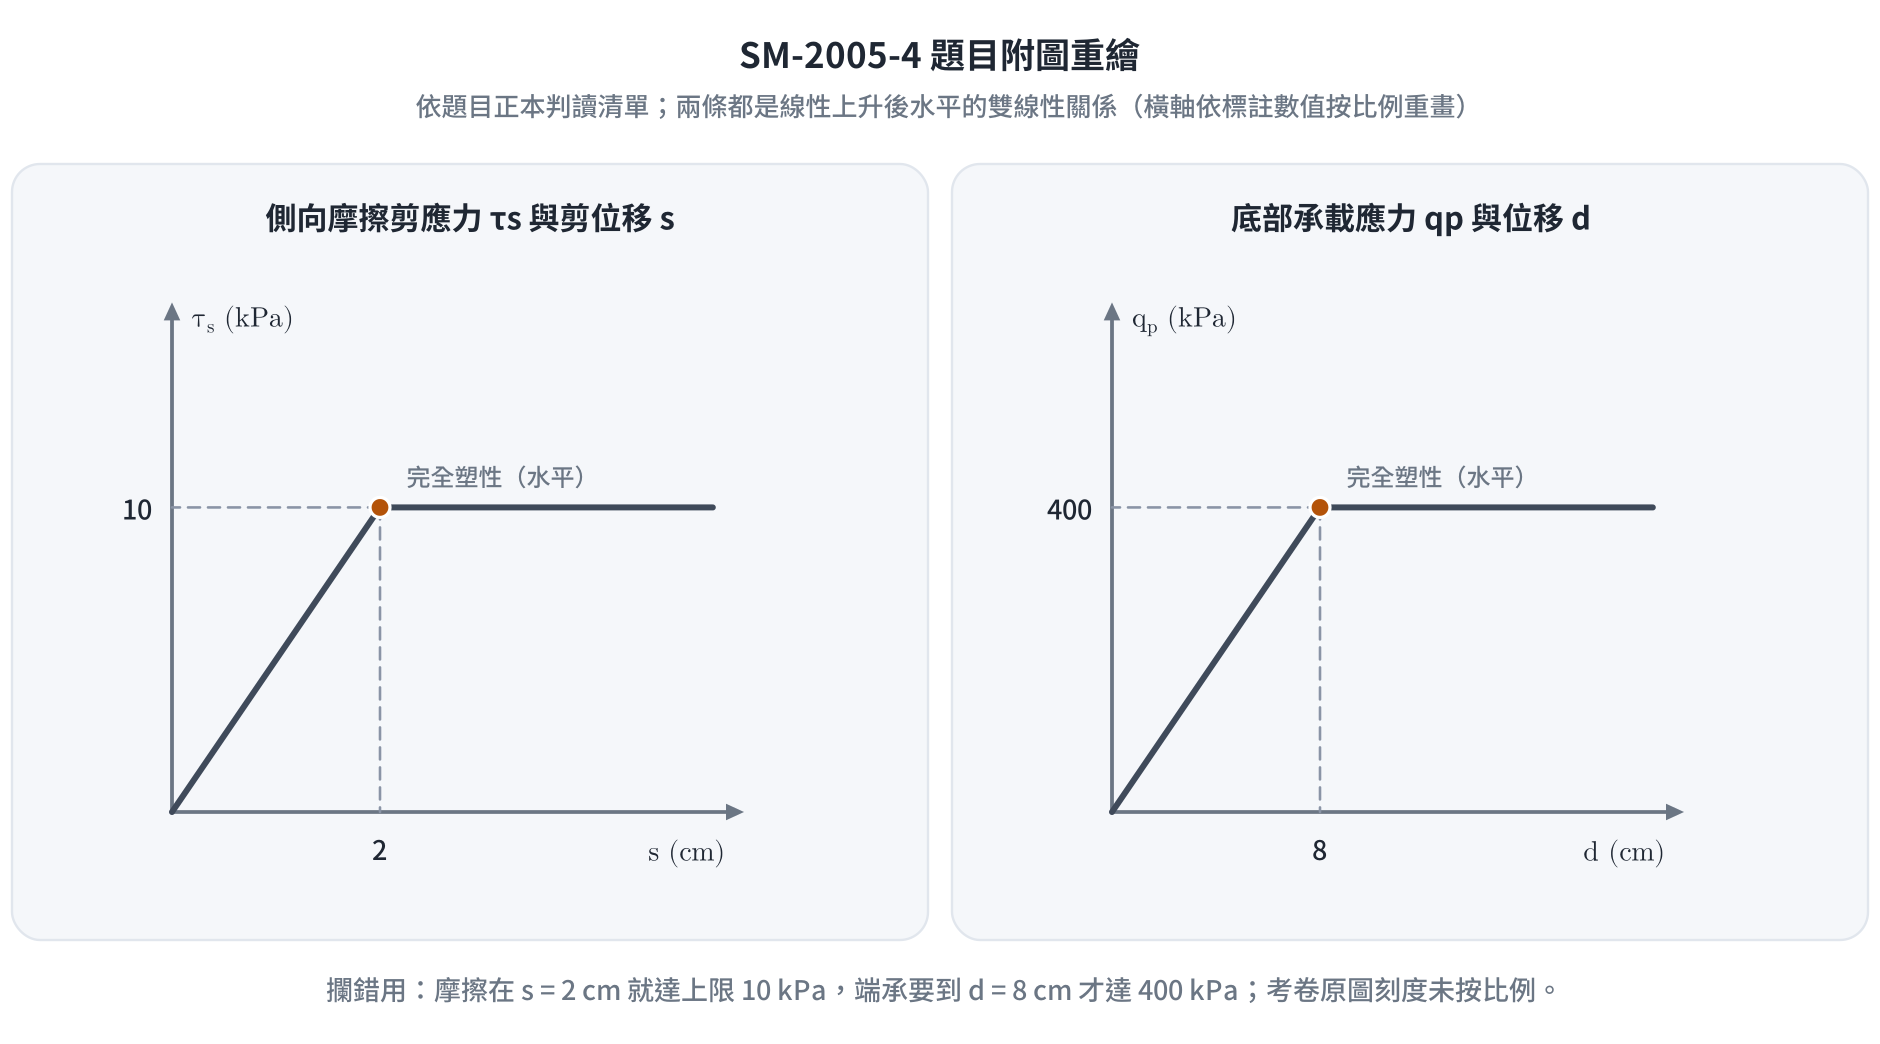 SM-2005-4 題目附圖重繪
依題目正本判讀清單；兩條都是線性上升後水平的雙線性關係（橫軸依標註數值按比例重畫）
側向摩擦剪應力 τs 與剪位移 s
τs (kPa)
完全塑性（水平）
10
2
s (cm)
底部承載應力 qp 與位移 d
qp (kPa)
完全塑性（水平）
400
8
d (cm)
攔錯用：摩擦在 s = 2 cm 就達上限 10 kPa，端承要到 d = 8 cm 才達 400 kPa；考卷原圖刻度未按比例。